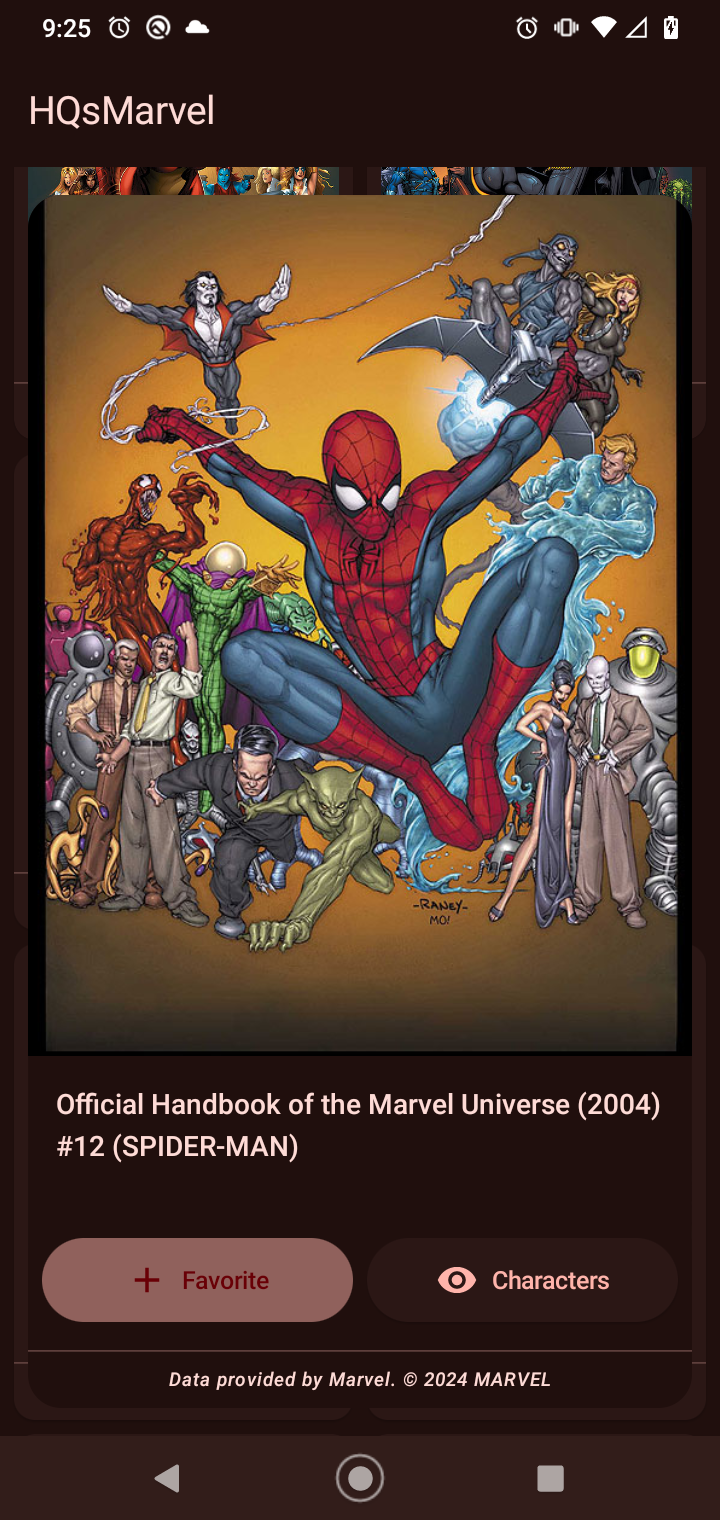 9:25
HQsMarvel
-RANEY-
MO!
Official Handbook of the Marvel Universe (2004)
#12 (SPIDER-MAN)
Favorite
Characters
Data provided by Marvel. © 2024 MARVEL